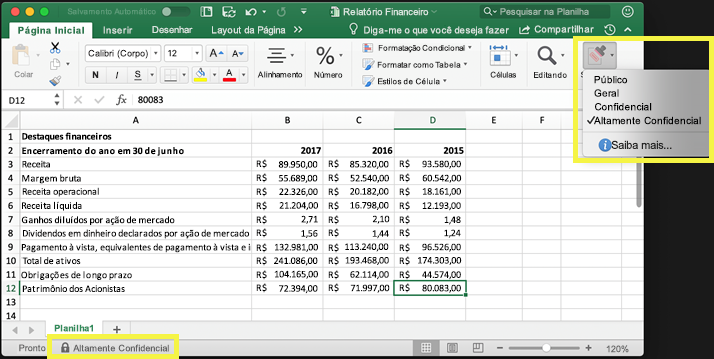 Salvamento Automático
Relatório Financeiro
Pesquisar na Planilha
Página Inicial Inserir Desenhar Layout da Página >> Diga-me o que você deseja fazer Compartilhar
Colar
Calibri (Corpo) 12
N I S A
Alinhamento
% Número
Formatação Condicional
Formatar como Tabela
Estilos de Célula
Células
Editando
Público
Geral
Confidencial
✓Altamente Confidencial
Saiba mais...
D12 fx 80083
A B C D E F
1 Destaques financeiros
2 Encerramento do ano em 30 de junho 2017 2016 2015
3 Receita R$ 89.950,00 R$ 85.320,00 R$ 93.580,00
4 Margem bruta R$ 55.689,00 R$ 52.540,00 R$ 60.542,00
5 Receita operacional R$ 22.326,00 R$ 20.182,00 R$ 18.161,00
6 Receita líquida R$ 21.204,00 R$ 16.798,00 R$ 12.193,00
7 Ganhos diluídos por ação de mercado R$ 2,71 R$ 2,10 R$ 1,48
8 Dividendos em dinheiro declarados por ação de mercado R$ 1,56 R$ 1,44 R$ 1,24
9 Pagamento à vista, equivalentes de pagamento à vista e i R$ 132.981,00 R$ 113.240,00 R$ 96.526,00
10 Total de ativos R$ 241.086,00 R$ 193.468,00 R$ 174.303,00
11 Obrigações de longo prazo R$ 104.165,00 R$ 62.114,00 R$ 44.574,00
12 Patrimônio dos Acionistas R$ 72.394,00 R$ 71.997,00 R$ 80.083,00
13
14
Planilha1 +
Pronto Altamente Confidencial 120%